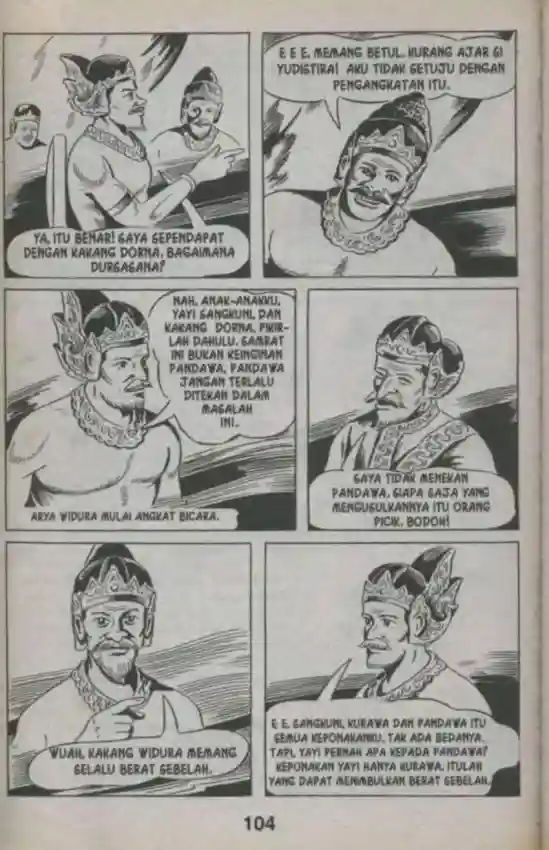 YA, ITU BENAR! SAYA SEPENDAPAT
DENGAN KAKANG DORNA. BAGAIMANA
DURSASANA?
E E E, MEMANG BETUL. KURANG AJAR SI
YUDISTIRA! AKU TIDAK SETUJU DENGAN
PENGANGKATAN ITU.
NAH, ANAK-ANAKKU,
YAYI SANGKUNI, DAN
KAKANG DORNA, PIKIR-
LAH DAHULU. SAMRAT
INI BUKAN KEINGINAN
PANDAWA, PANDAWA
JANGAN TERLALU
DITEKAN DALAM
MASALAH
INI..
ARYA WIDURA MULAI ANGKAT BICARA.
SAYA TIDAK MENEKAN
PANDAWA, SIAPA SAJA YANG
MENGUSULKANNYA ITU ORANG
PICIK, BODOH!
WUAH, KAKANG WIDURA MEMANG
SELALU BERAT SEBELAH.
E E, SANGKUNI, KURAWA DAN PANDAWA ITU
SEMUA KEPONAKANKU, TAK ADA BEDANYA.
TAPI, YAYI PERNAH APA KEPADA PANDAWA?
KEPONAKAN YAYI HANYA KURAWA. ITULAH
YANG DAPAT MENIMBULKAN BERAT SEBELAH.
104